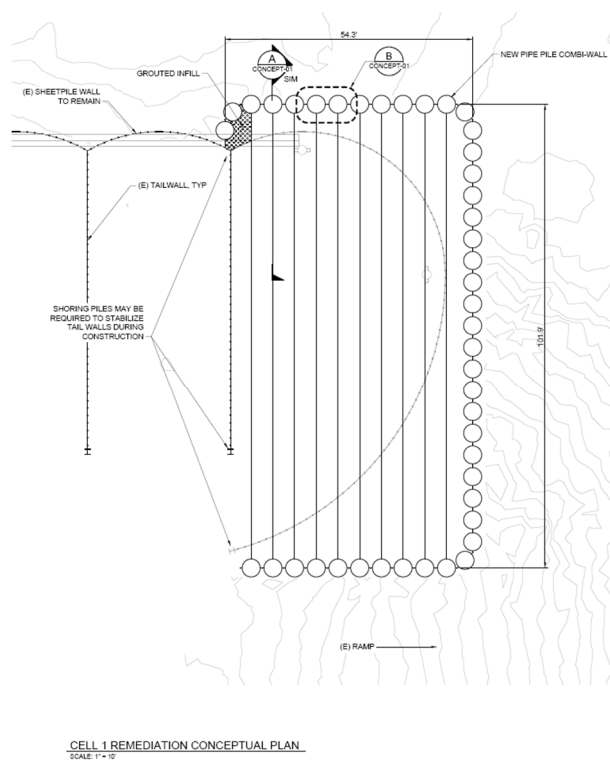 54.3'
A
CONCEPT-01
SIM
B
CONCEPT-01
NEW PIPE PILE COMBI-WALL
GROUTED INFILL
(E) SHEETPILE WALL
TO REMAIN
(E) TAILWALL, TYP
SHORING PILES MAY BE
REQUIRED TO STABILIZE
TAIL WALLS DURING
CONSTRUCTION
101.9'
(E) RAMP
CELL 1 REMEDIATION CONCEPTUAL PLAN
SCALE: 1" = 10'